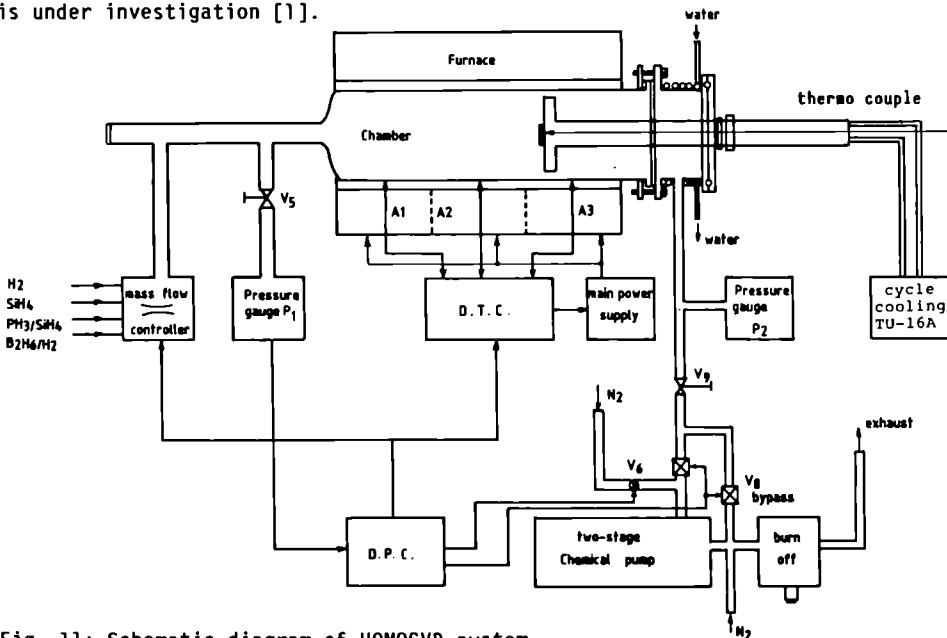 is under investigation [1].
water
Furnace
thermo couple
Chamber
V5
A1
A2
A3
water
H2
SiH4
PH3/SiH4
B2H6/H2
mass flow
controller
Pressure
gauge P1
D.T.C.
main power
supply
Pressure
gauge
P2
cycle
cooling
TU-16A
V9
N2
exhaust
V6
V8
bypass
D.P.C.
two-stage
Chemical pump
burn
off
N2
Fig. 11: Schematic diagram of HOMOCVD system